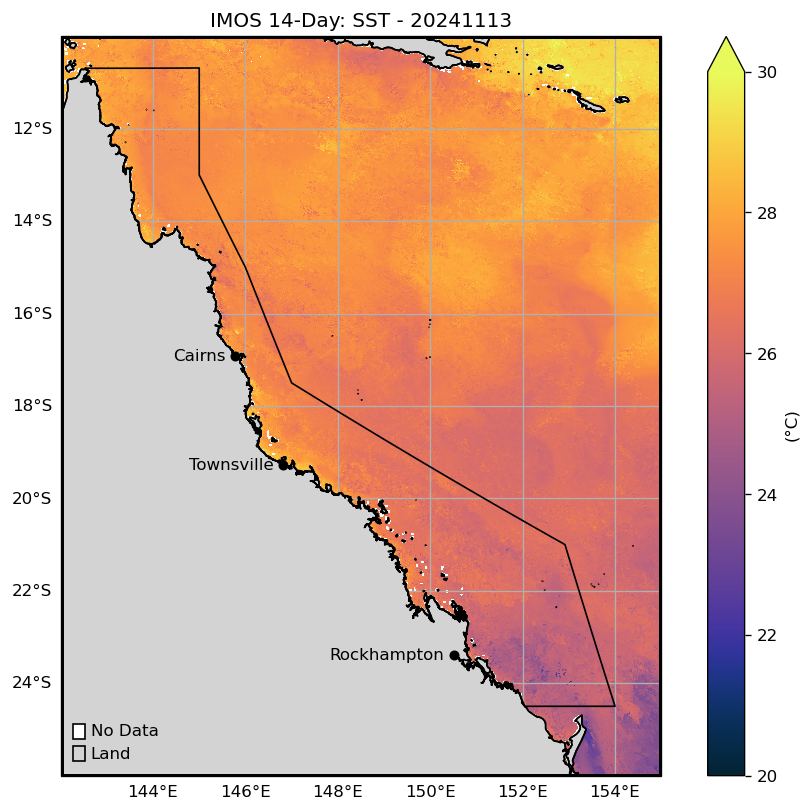 IMOS 14-Day: SST - 20241113
12°S
14°S
16°S
18°S
20°S
22°S
24°S
Cairns
Townsville
Rockhampton
No Data
Land
144°E 146°E 148°E 150°E 152°E 154°E
30
28
26
24
22
20
(°C)